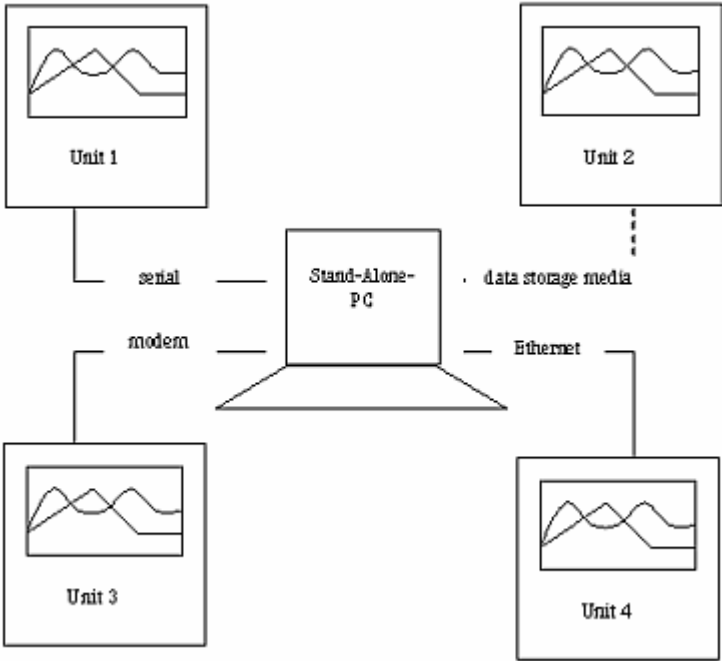 Unit 1
Unit 2
serial
Stand-Alone-
PC
data storage media
modem
Ethernet
Unit 3
Unit 4